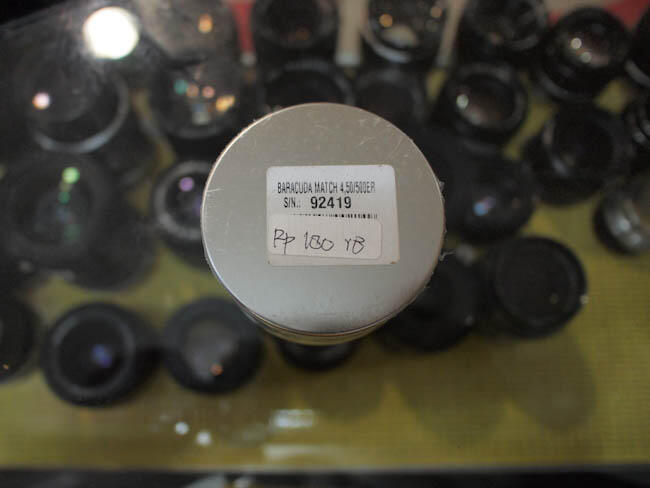 BARACUDA MATCH 4,50/500ER
S/N.: 92419
Rp 180 rB